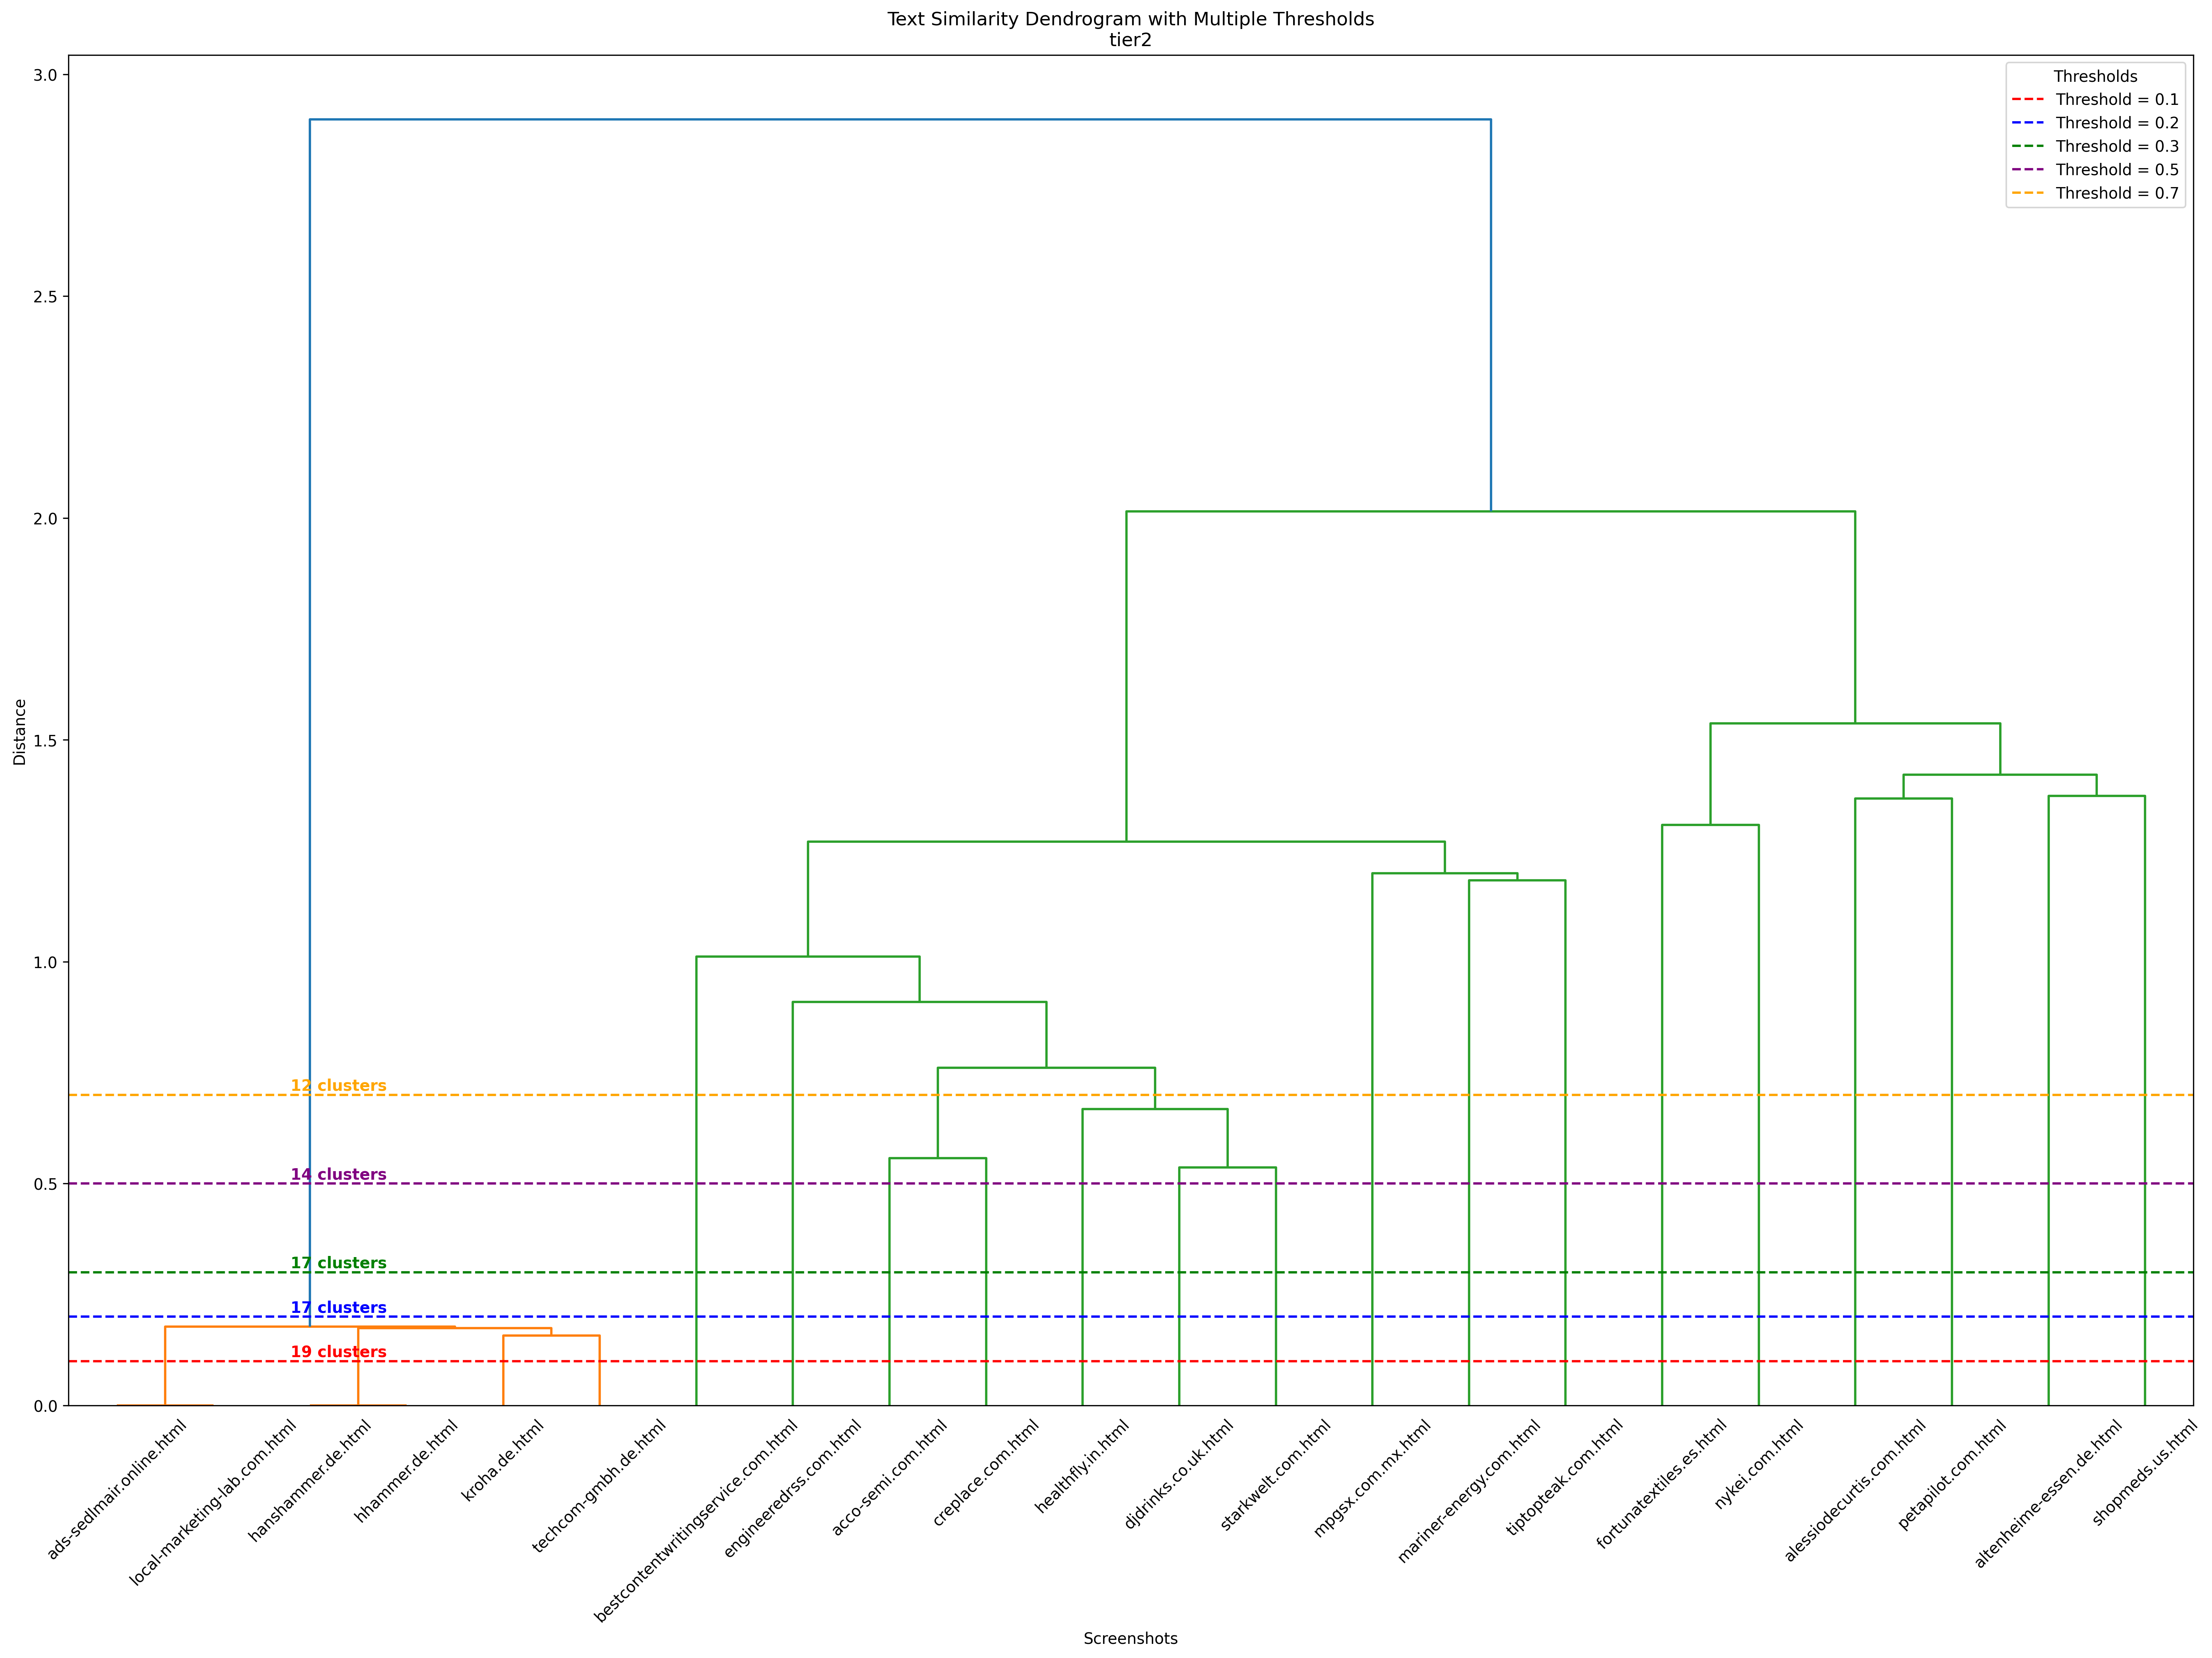 Text Similarity Dendrogram with Multiple Thresholds
tier2
3.0
2.5
2.0
1.5
1.0
0.5
0.0
Distance
Thresholds
Threshold = 0.1
Threshold = 0.2
Threshold = 0.3
Threshold = 0.5
Threshold = 0.7
12 clusters
14 clusters
17 clusters
17 clusters
19 clusters
ads-sedlmair.online.html
local-marketing-lab.com.html
hanshammer.de.html
hhammer.de.html
kroha.de.html
techcom-gmbh.de.html
bestcontentwritingservice.com.html
engineeredrss.com.html
acco-semi.com.html
creplace.com.html
healthfly.in.html
djdrinks.co.uk.html
starkwelt.com.html
mpgsx.com.mx.html
mariner-energy.com.html
tiptopteak.com.html
fortunatextiles.es.html
nykei.com.html
alessiodecurtis.com.html
petapilot.com.html
altenheime-essen.de.html
shopmeds.us.html
Screenshots